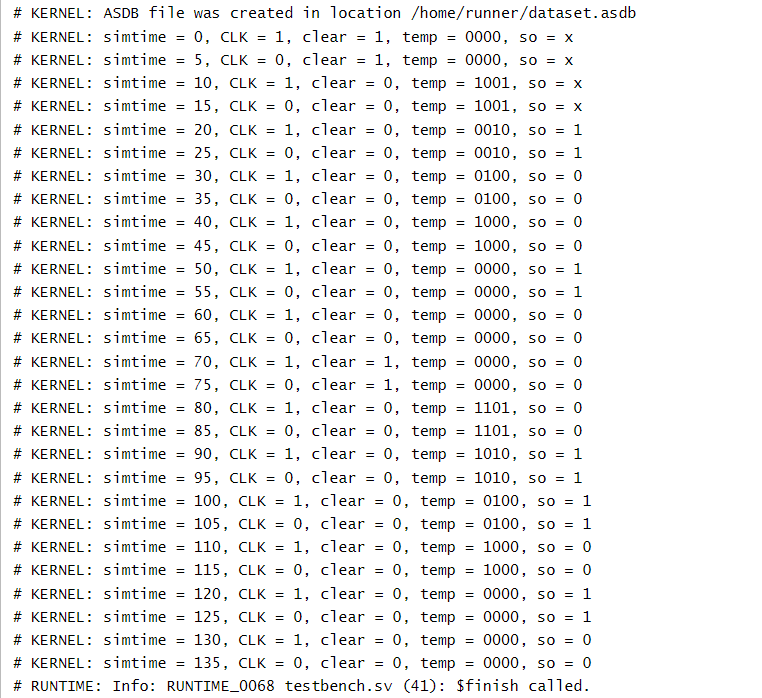 # KERNEL: ASDB file was created in location /home/runner/dataset.asdb
# KERNEL: simtime = 0, CLK = 1, clear = 1, temp = 0000, so = x
# KERNEL: simtime = 5, CLK = 0, clear = 1, temp = 0000, so = x
# KERNEL: simtime = 10, CLK = 1, clear = 0, temp = 1001, so = x
# KERNEL: simtime = 15, CLK = 0, clear = 0, temp = 1001, so = x
# KERNEL: simtime = 20, CLK = 1, clear = 0, temp = 0010, so = 1
# KERNEL: simtime = 25, CLK = 0, clear = 0, temp = 0010, so = 1
# KERNEL: simtime = 30, CLK = 1, clear = 0, temp = 0100, so = 0
# KERNEL: simtime = 35, CLK = 0, clear = 0, temp = 0100, so = 0
# KERNEL: simtime = 40, CLK = 1, clear = 0, temp = 1000, so = 0
# KERNEL: simtime = 45, CLK = 0, clear = 0, temp = 1000, so = 0
# KERNEL: simtime = 50, CLK = 1, clear = 0, temp = 0000, so = 1
# KERNEL: simtime = 55, CLK = 0, clear = 0, temp = 0000, so = 1
# KERNEL: simtime = 60, CLK = 1, clear = 0, temp = 0000, so = 0
# KERNEL: simtime = 65, CLK = 0, clear = 0, temp = 0000, so = 0
# KERNEL: simtime = 70, CLK = 1, clear = 1, temp = 0000, so = 0
# KERNEL: simtime = 75, CLK = 0, clear = 1, temp = 0000, so = 0
# KERNEL: simtime = 80, CLK = 1, clear = 0, temp = 1101, so = 0
# KERNEL: simtime = 85, CLK = 0, clear = 0, temp = 1101, so = 0
# KERNEL: simtime = 90, CLK = 1, clear = 0, temp = 1010, so = 1
# KERNEL: simtime = 95, CLK = 0, clear = 0, temp = 1010, so = 1
# KERNEL: simtime = 100, CLK = 1, clear = 0, temp = 0100, so = 1
# KERNEL: simtime = 105, CLK = 0, clear = 0, temp = 0100, so = 1
# KERNEL: simtime = 110, CLK = 1, clear = 0, temp = 1000, so = 0
# KERNEL: simtime = 115, CLK = 0, clear = 0, temp = 1000, so = 0
# KERNEL: simtime = 120, CLK = 1, clear = 0, temp = 0000, so = 1
# KERNEL: simtime = 125, CLK = 0, clear = 0, temp = 0000, so = 1
# KERNEL: simtime = 130, CLK = 1, clear = 0, temp = 0000, so = 0
# KERNEL: simtime = 135, CLK = 0, clear = 0, temp = 0000, so = 0
# RUNTIME: Info: RUNTIME_0068 testbench.sv (41): $finish called.